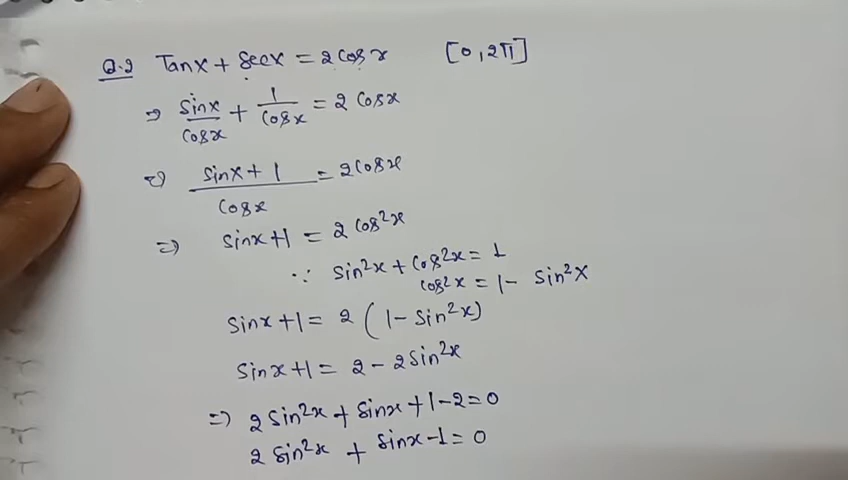 Q.2 Tanx + secx = 2 cosx [0, 2π]
⇒ sinx/cosx + 1/cosx = 2 cosx
⇒ sinx + 1/cosx = 2cosx
⇒ sinx+1 = 2 cos²x
∵ sin²x + cos²x = 1
cos²x = 1 - sin²x
sinx+1 = 2 (1 - sin²x)
sinx+1 = 2 - 2sin²x
⇒ 2 sin²x + sinx + 1 - 2 = 0
2 sin²x + sinx - 1 = 0